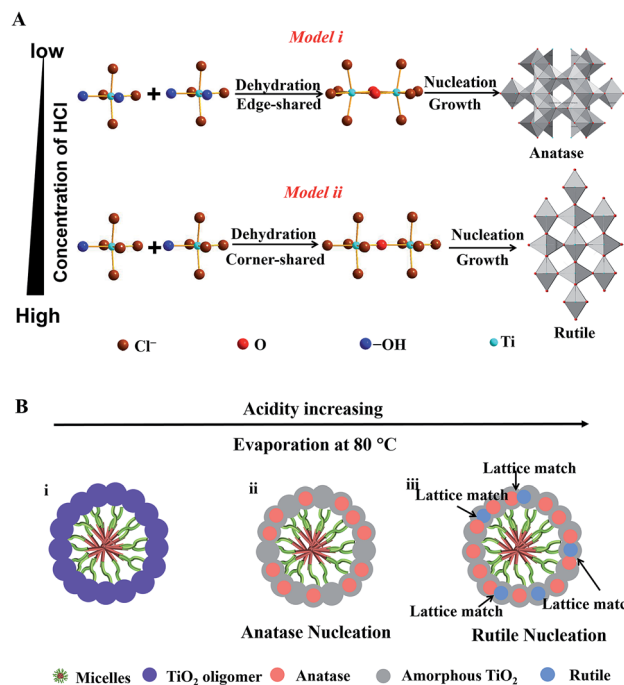 A
low
Concentration of HCl
High
Model i
Dehydration
Edge-shared
Nucleation
Growth
Anatase
Model ii
Dehydration
Corner-shared
Nucleation
Growth
Rutile
Cl⁻
O
–OH
Ti
B
Acidity increasing
Evaporation at 80 °C
i
ii
iii
Lattice match
Lattice match
Lattice match
Lattice matc
Anatase Nucleation
Rutile Nucleation
Micelles
TiO₂ oligomer
Anatase
Amorphous TiO₂
Rutile